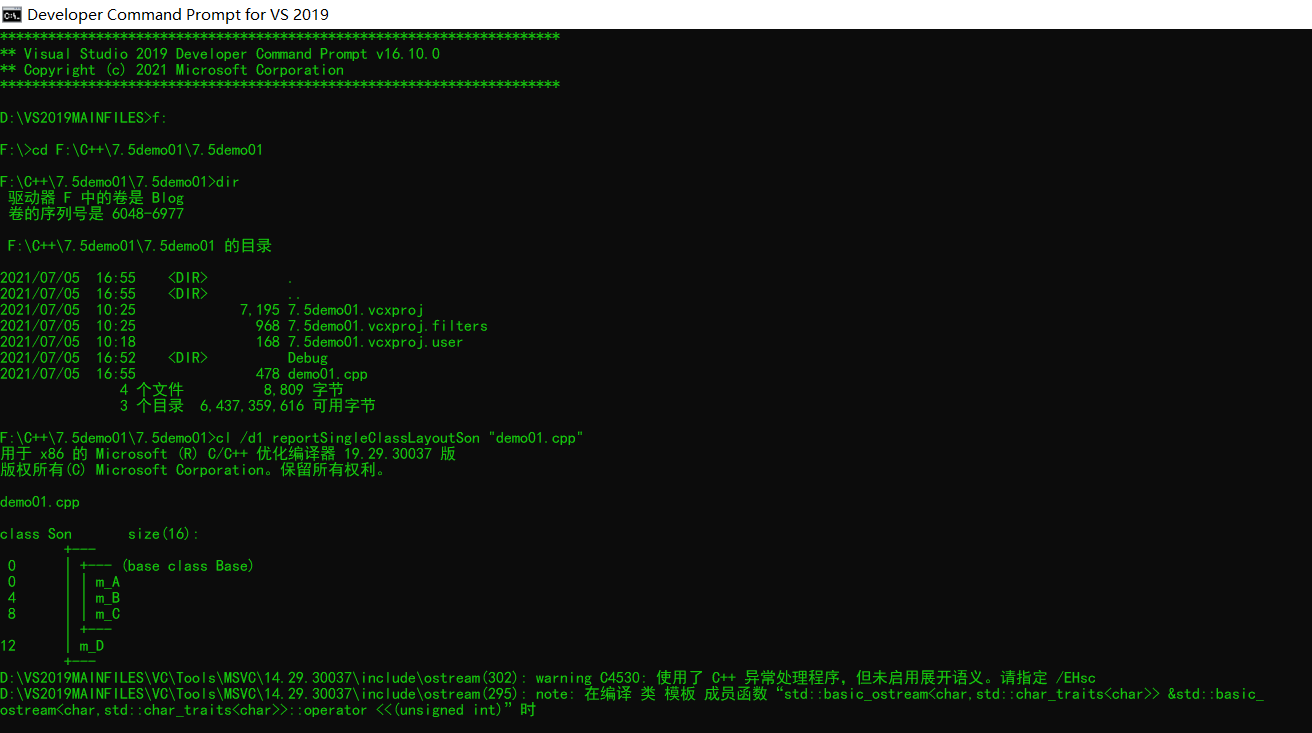 Developer Command Prompt for VS 2019
**********************************************************************
** Visual Studio 2019 Developer Command Prompt v16.10.0
** Copyright (c) 2021 Microsoft Corporation
**********************************************************************
D:\VS2019MAINFILES>f:
F:\>cd F:\C++\7.5demo01\7.5demo01
F:\C++\7.5demo01\7.5demo01>dir
驱动器 F 中的卷是 Blog
卷的序列号是 6048-6977
F:\C++\7.5demo01\7.5demo01 的目录
2021/07/05  16:55    <DIR>          .
2021/07/05  16:55    <DIR>          ..
2021/07/05  10:25             7,195 7.5demo01.vcxproj
2021/07/05  10:25               968 7.5demo01.vcxproj.filters
2021/07/05  10:18               168 7.5demo01.vcxproj.user
2021/07/05  16:52    <DIR>          Debug
2021/07/05  16:55               478 demo01.cpp
4 个文件          8,809 字节
3 个目录  6,437,359,616 可用字节
F:\C++\7.5demo01\7.5demo01>cl /d1 reportSingleClassLayoutSon "demo01.cpp"
用于 x86 的 Microsoft (R) C/C++ 优化编译器 19.29.30037 版
版权所有(C) Microsoft Corporation。保留所有权利。
demo01.cpp
class Son       size(16):
+---
0      | +--- (base class Base)
0      | | m_A
4      | | m_B
8      | | m_C
| +---
12      | m_D
+---
D:\VS2019MAINFILES\VC\Tools\MSVC\14.29.30037\include\ostream(302): warning C4530: 使用了 C++ 异常处理程序，但未启用展开语义。请指定 /EHsc
D:\VS2019MAINFILES\VC\Tools\MSVC\14.29.30037\include\ostream(295): note: 在编译 类 模板 成员函数“std::basic_ostream<char,std::char_traits<char>> &std::basic_
ostream<char,std::char_traits<char>>::operator <<(unsigned int)”时